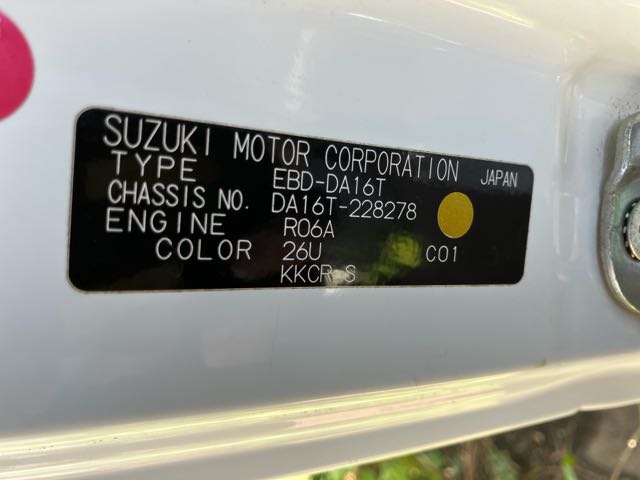 SUZUKI MOTOR CORPORATION JAPAN
TYPE EBD-DA16T
CHASSIS NO. DA16T-228278
ENGINE R06A
COLOR 26U C01
KKCR-S